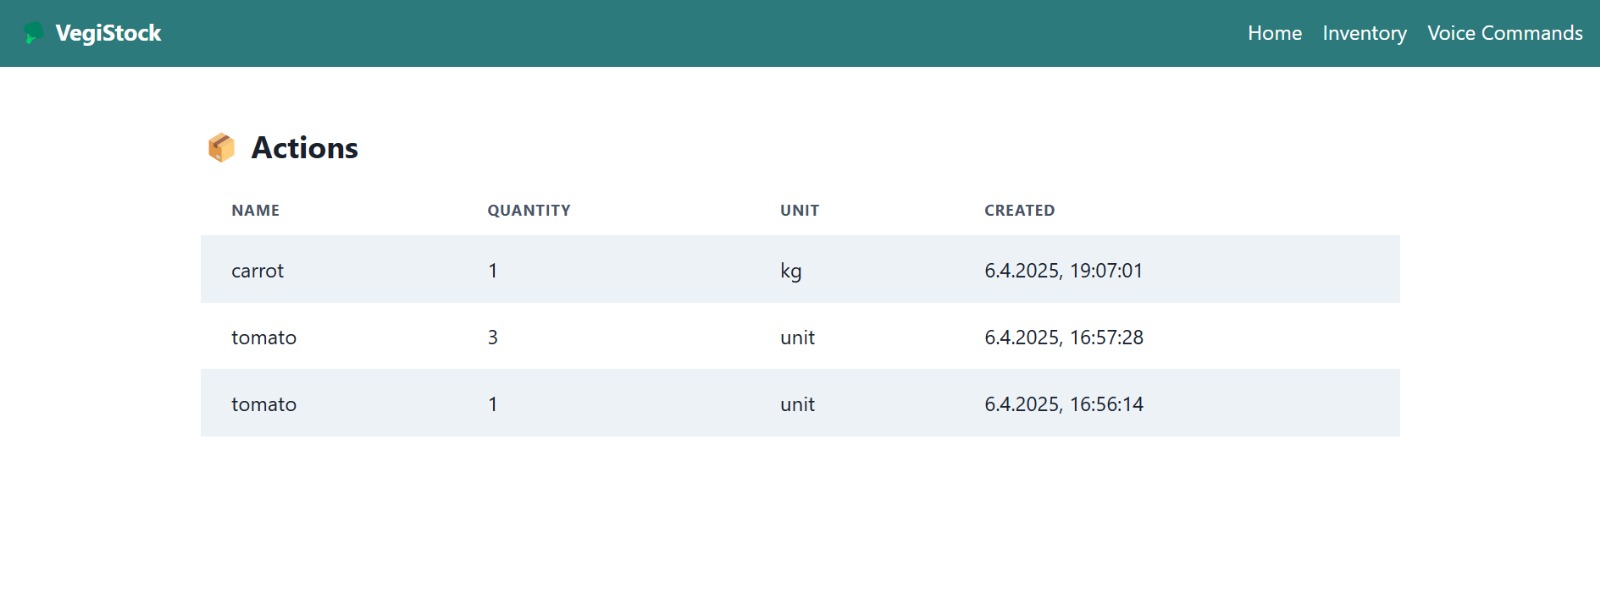 VegiStock Home Inventory Voice Commands
Actions
NAME QUANTITY UNIT CREATED
carrot 1 kg 6.4.2025, 19:07:01
tomato 3 unit 6.4.2025, 16:57:28
tomato 1 unit 6.4.2025, 16:56:14